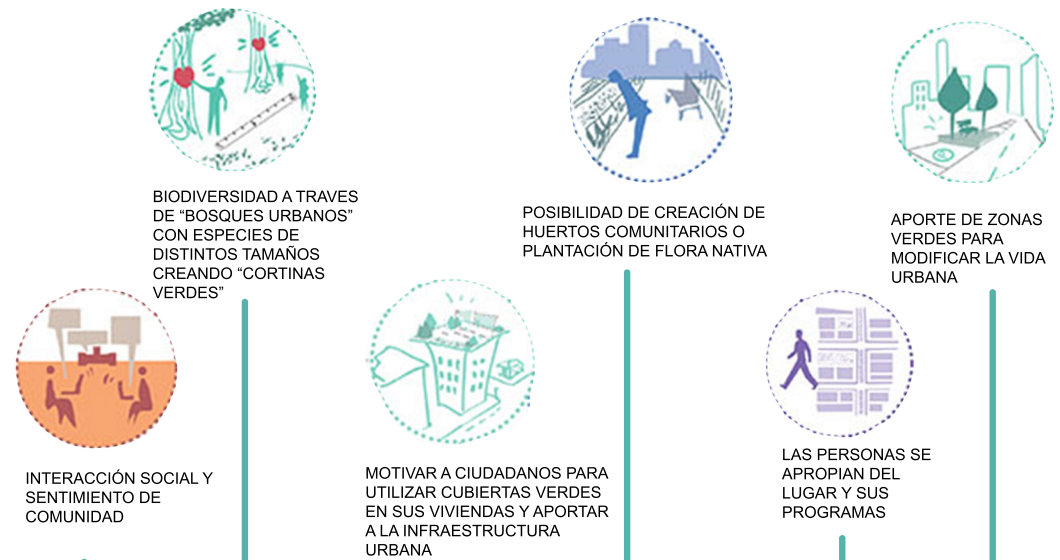 BIODIVERSIDAD A TRAVES
DE “BOSQUES URBANOS”
CON ESPECIES DE
DISTINTOS TAMAÑOS
CREANDO “CORTINAS
VERDES”
POSIBILIDAD DE CREACIÓN DE
HUERTOS COMUNITARIOS O
PLANTACIÓN DE FLORA NATIVA
APORTE DE ZONAS
VERDES PARA
MODIFICAR LA VIDA
URBANA
INTERACCIÓN SOCIAL Y
SENTIMIENTO DE
COMUNIDAD
MOTIVAR A CIUDADANOS PARA
UTILIZAR CUBIERTAS VERDES
EN SUS VIVIENDAS Y APORTAR
A LA INFRAESTRUCTURA
URBANA
LAS PERSONAS SE
APROPIAN DEL
LUGAR Y SUS
PROGRAMAS